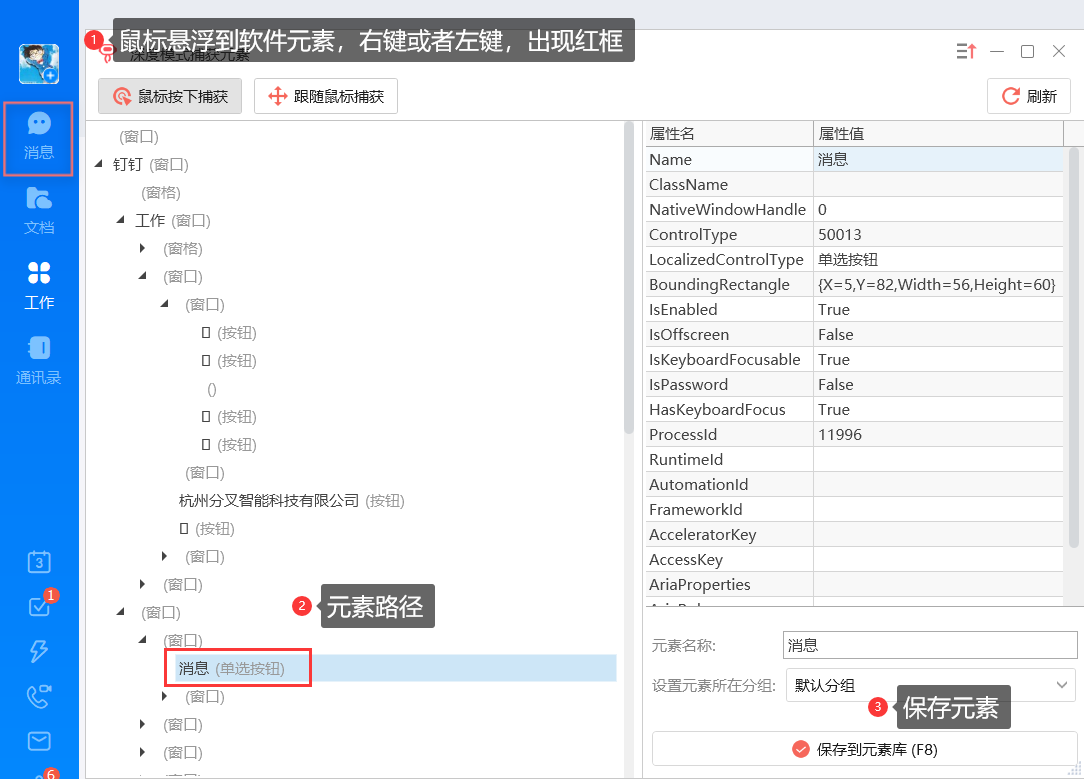 1
鼠标悬浮到软件元素，右键或者左键，出现红框
深度模式捕获元素
消息
文档
工作
通讯录
3
1
6
鼠标按下捕获
跟随鼠标捕获
刷新
(窗口)
钉钉 (窗口)
(窗格)
工作 (窗口)
(窗格)
(窗口)
(窗口)
(按钮)
(按钮)
()
(按钮)
(按钮)
(窗口)
杭州分叉智能科技有限公司 (按钮)
(按钮)
(窗口)
(窗口)
(窗口)
(窗口)
消息 (单选按钮)
(窗口)
(窗口)
(窗口)
2
元素路径
属性名 属性值
Name 消息
ClassName
NativeWindowHandle 0
ControlType 50013
LocalizedControlType 单选按钮
BoundingRectangle {X=5,Y=82,Width=56,Height=60}
IsEnabled True
IsOffscreen False
IsKeyboardFocusable True
IsPassword False
HasKeyboardFocus True
ProcessId 11996
RuntimeId
AutomationId
FrameworkId
AcceleratorKey
AccessKey
AriaProperties
元素名称: 消息
设置元素所在分组: 默认分组
3
保存元素
保存到元素库 (F8)